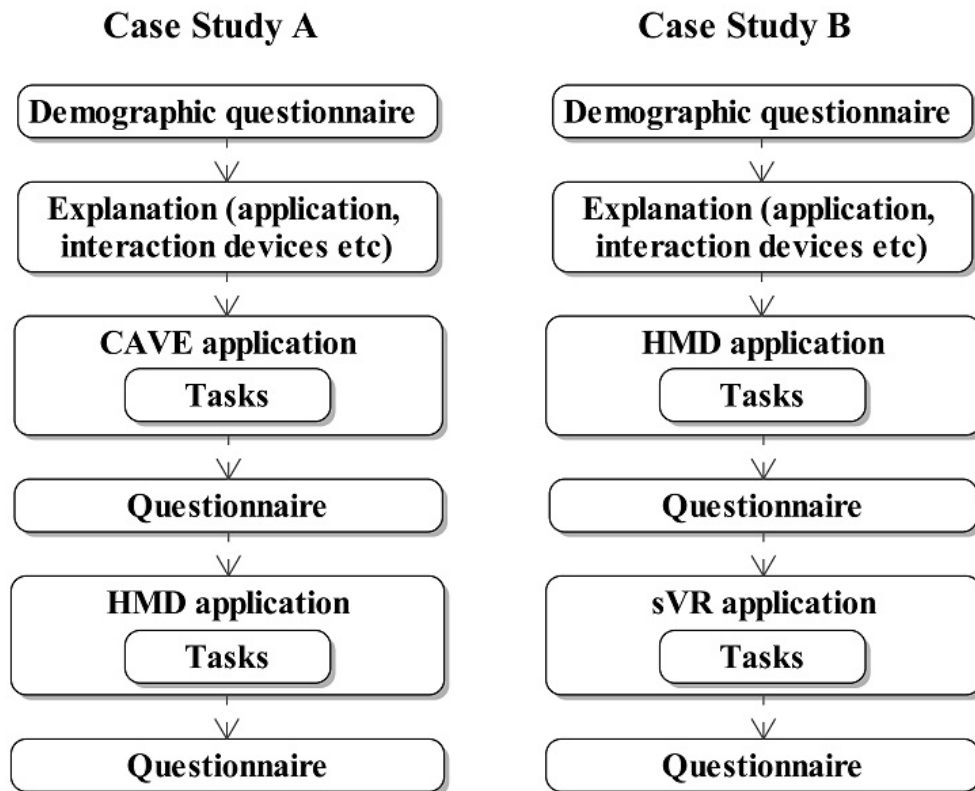 Case Study A
Demographic questionnaire
Explanation (application,
interaction devices etc)
CAVE application
Tasks
Questionnaire
HMD application
Tasks
Questionnaire
Case Study B
Demographic questionnaire
Explanation (application,
interaction devices etc)
HMD application
Tasks
Questionnaire
sVR application
Tasks
Questionnaire